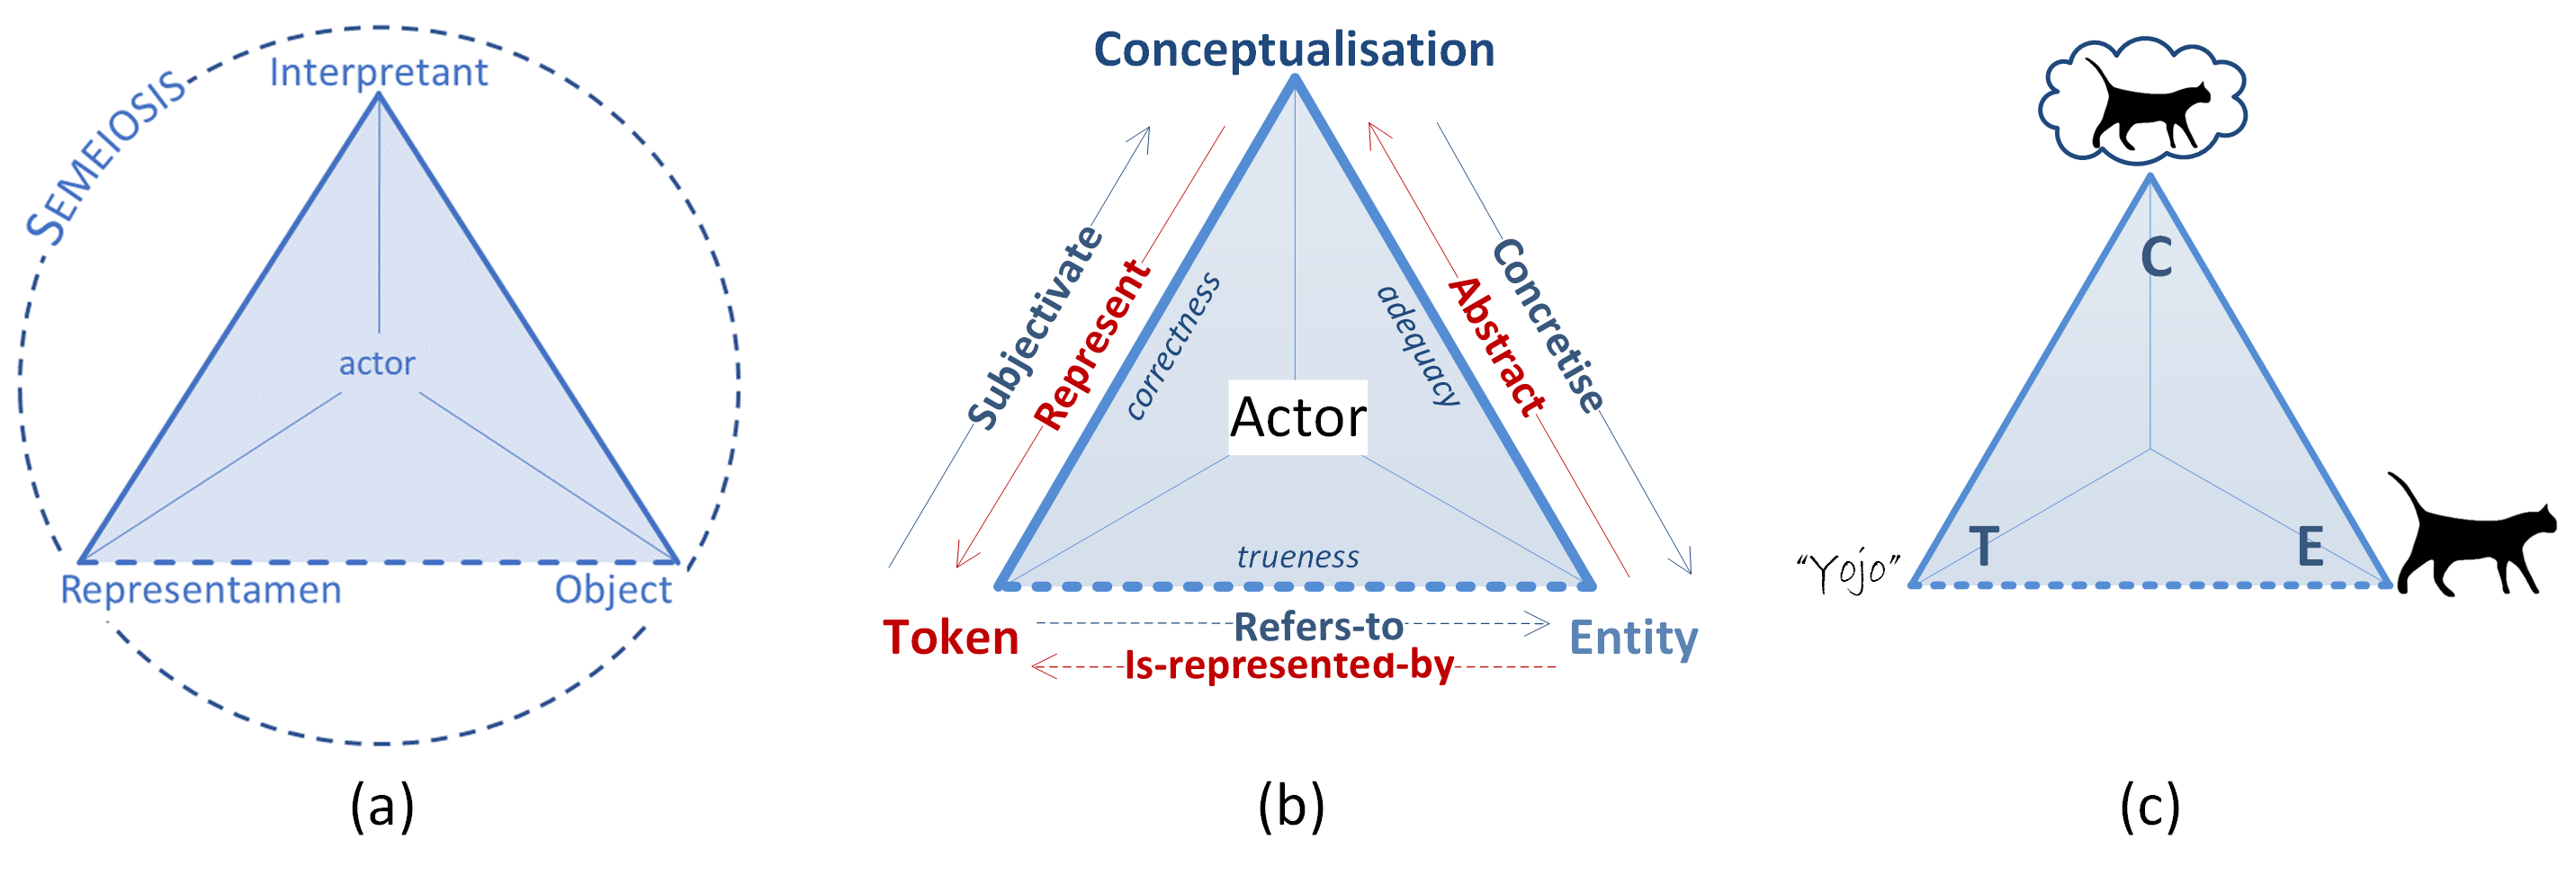 SEMEIOSIS
Interpretant
actor
Representamen
Object
(a)
Conceptualisation
Subjectivate
Represent
correctness
adequacy
Abstract
Concretise
Actor
trueness
Token
Refers-to
Is-represented-by
Entity
(b)
C
T
E
“Yojo”
(c)